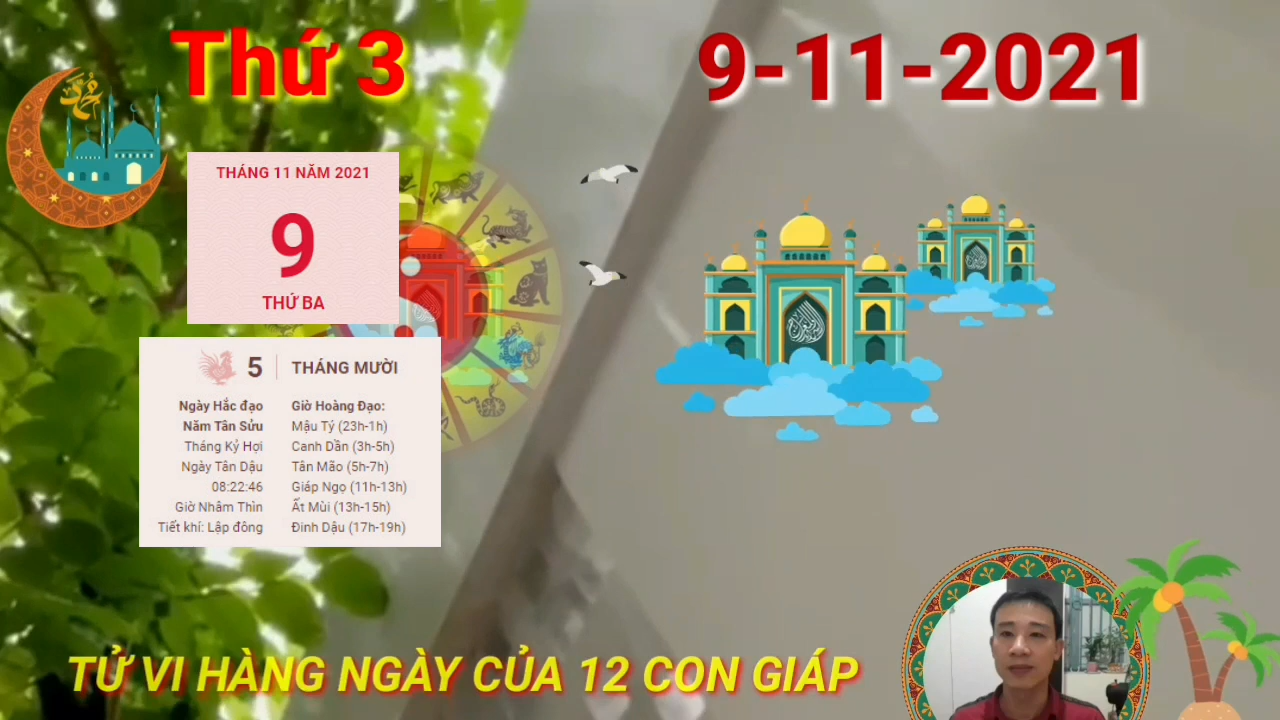 Thứ 3
9-11-2021
THÁNG 11 NĂM 2021
9
THỨ BA
5
THÁNG MƯỜI
Ngày Hắc đạo
Năm Tân Sửu
Tháng Kỷ Hợi
Ngày Tân Dậu
08:22:46
Giờ Nhâm Thìn
Tiết khí: Lập đông
Giờ Hoàng Đạo:
Mậu Tý (23h-1h)
Canh Dần (3h-5h)
Tân Mão (5h-7h)
Giáp Ngọ (11h-13h)
Ất Mùi (13h-15h)
Đinh Dậu (17h-19h)
TỬ VI HÀNG NGÀY CỦA 12 CON GIÁP